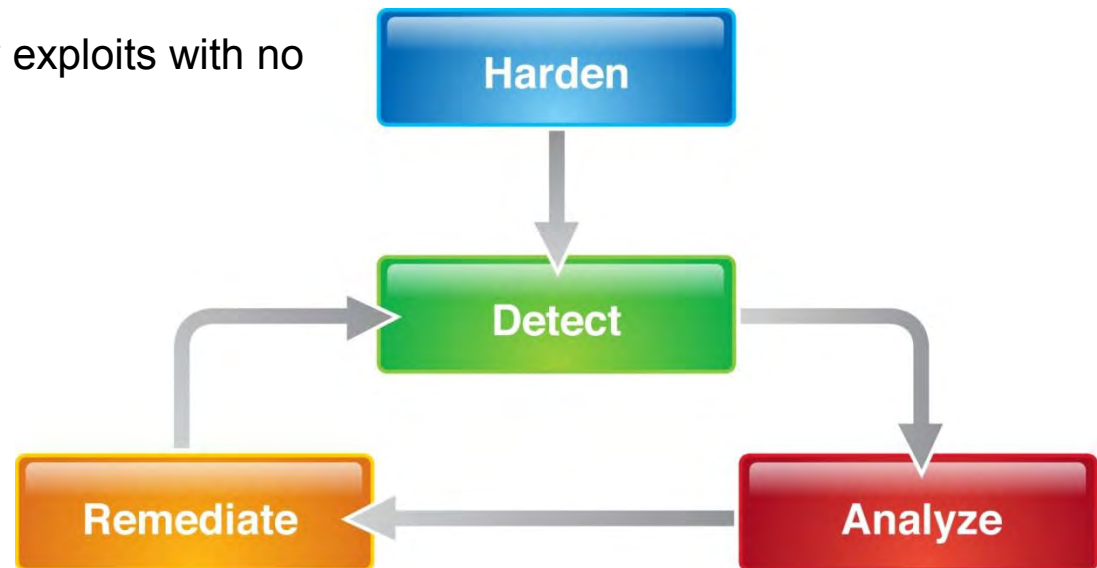 exploits with no
Harden
Detect
Remediate
Analyze